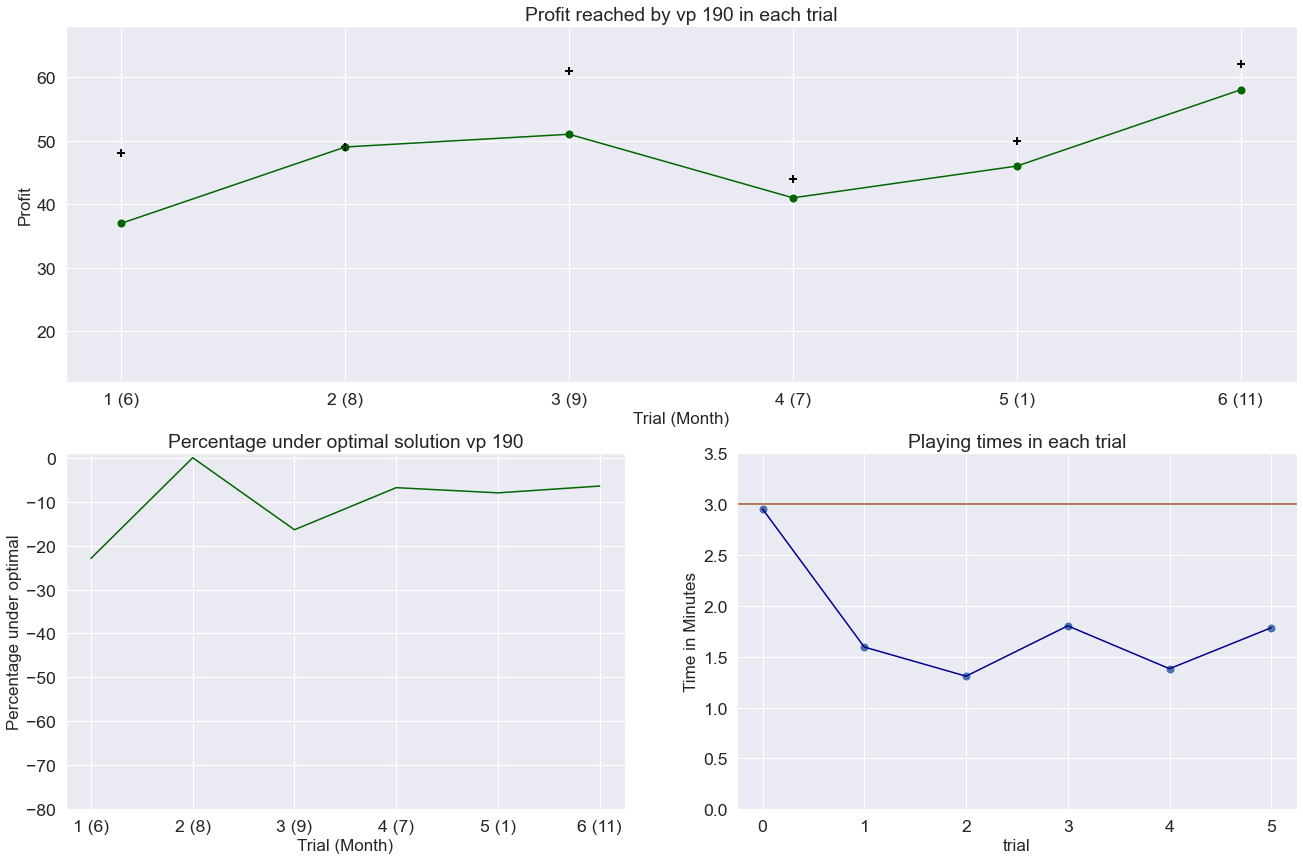 Profit reached by vp 190 in each trial
Profit
60
50
40
30
20
1 (6) 2 (8) 3 (9) 4 (7) 5 (1) 6 (11)
Trial (Month)
Percentage under optimal solution vp 190
Percentage under optimal
0
−10
−20
−30
−40
−50
−60
−70
−80
1 (6) 2 (8) 3 (9) 4 (7) 5 (1) 6 (11)
Trial (Month)
Playing times in each trial
Time in Minutes
3.5
3.0
2.5
2.0
1.5
1.0
0.5
0.0
0 1 2 3 4 5
trial